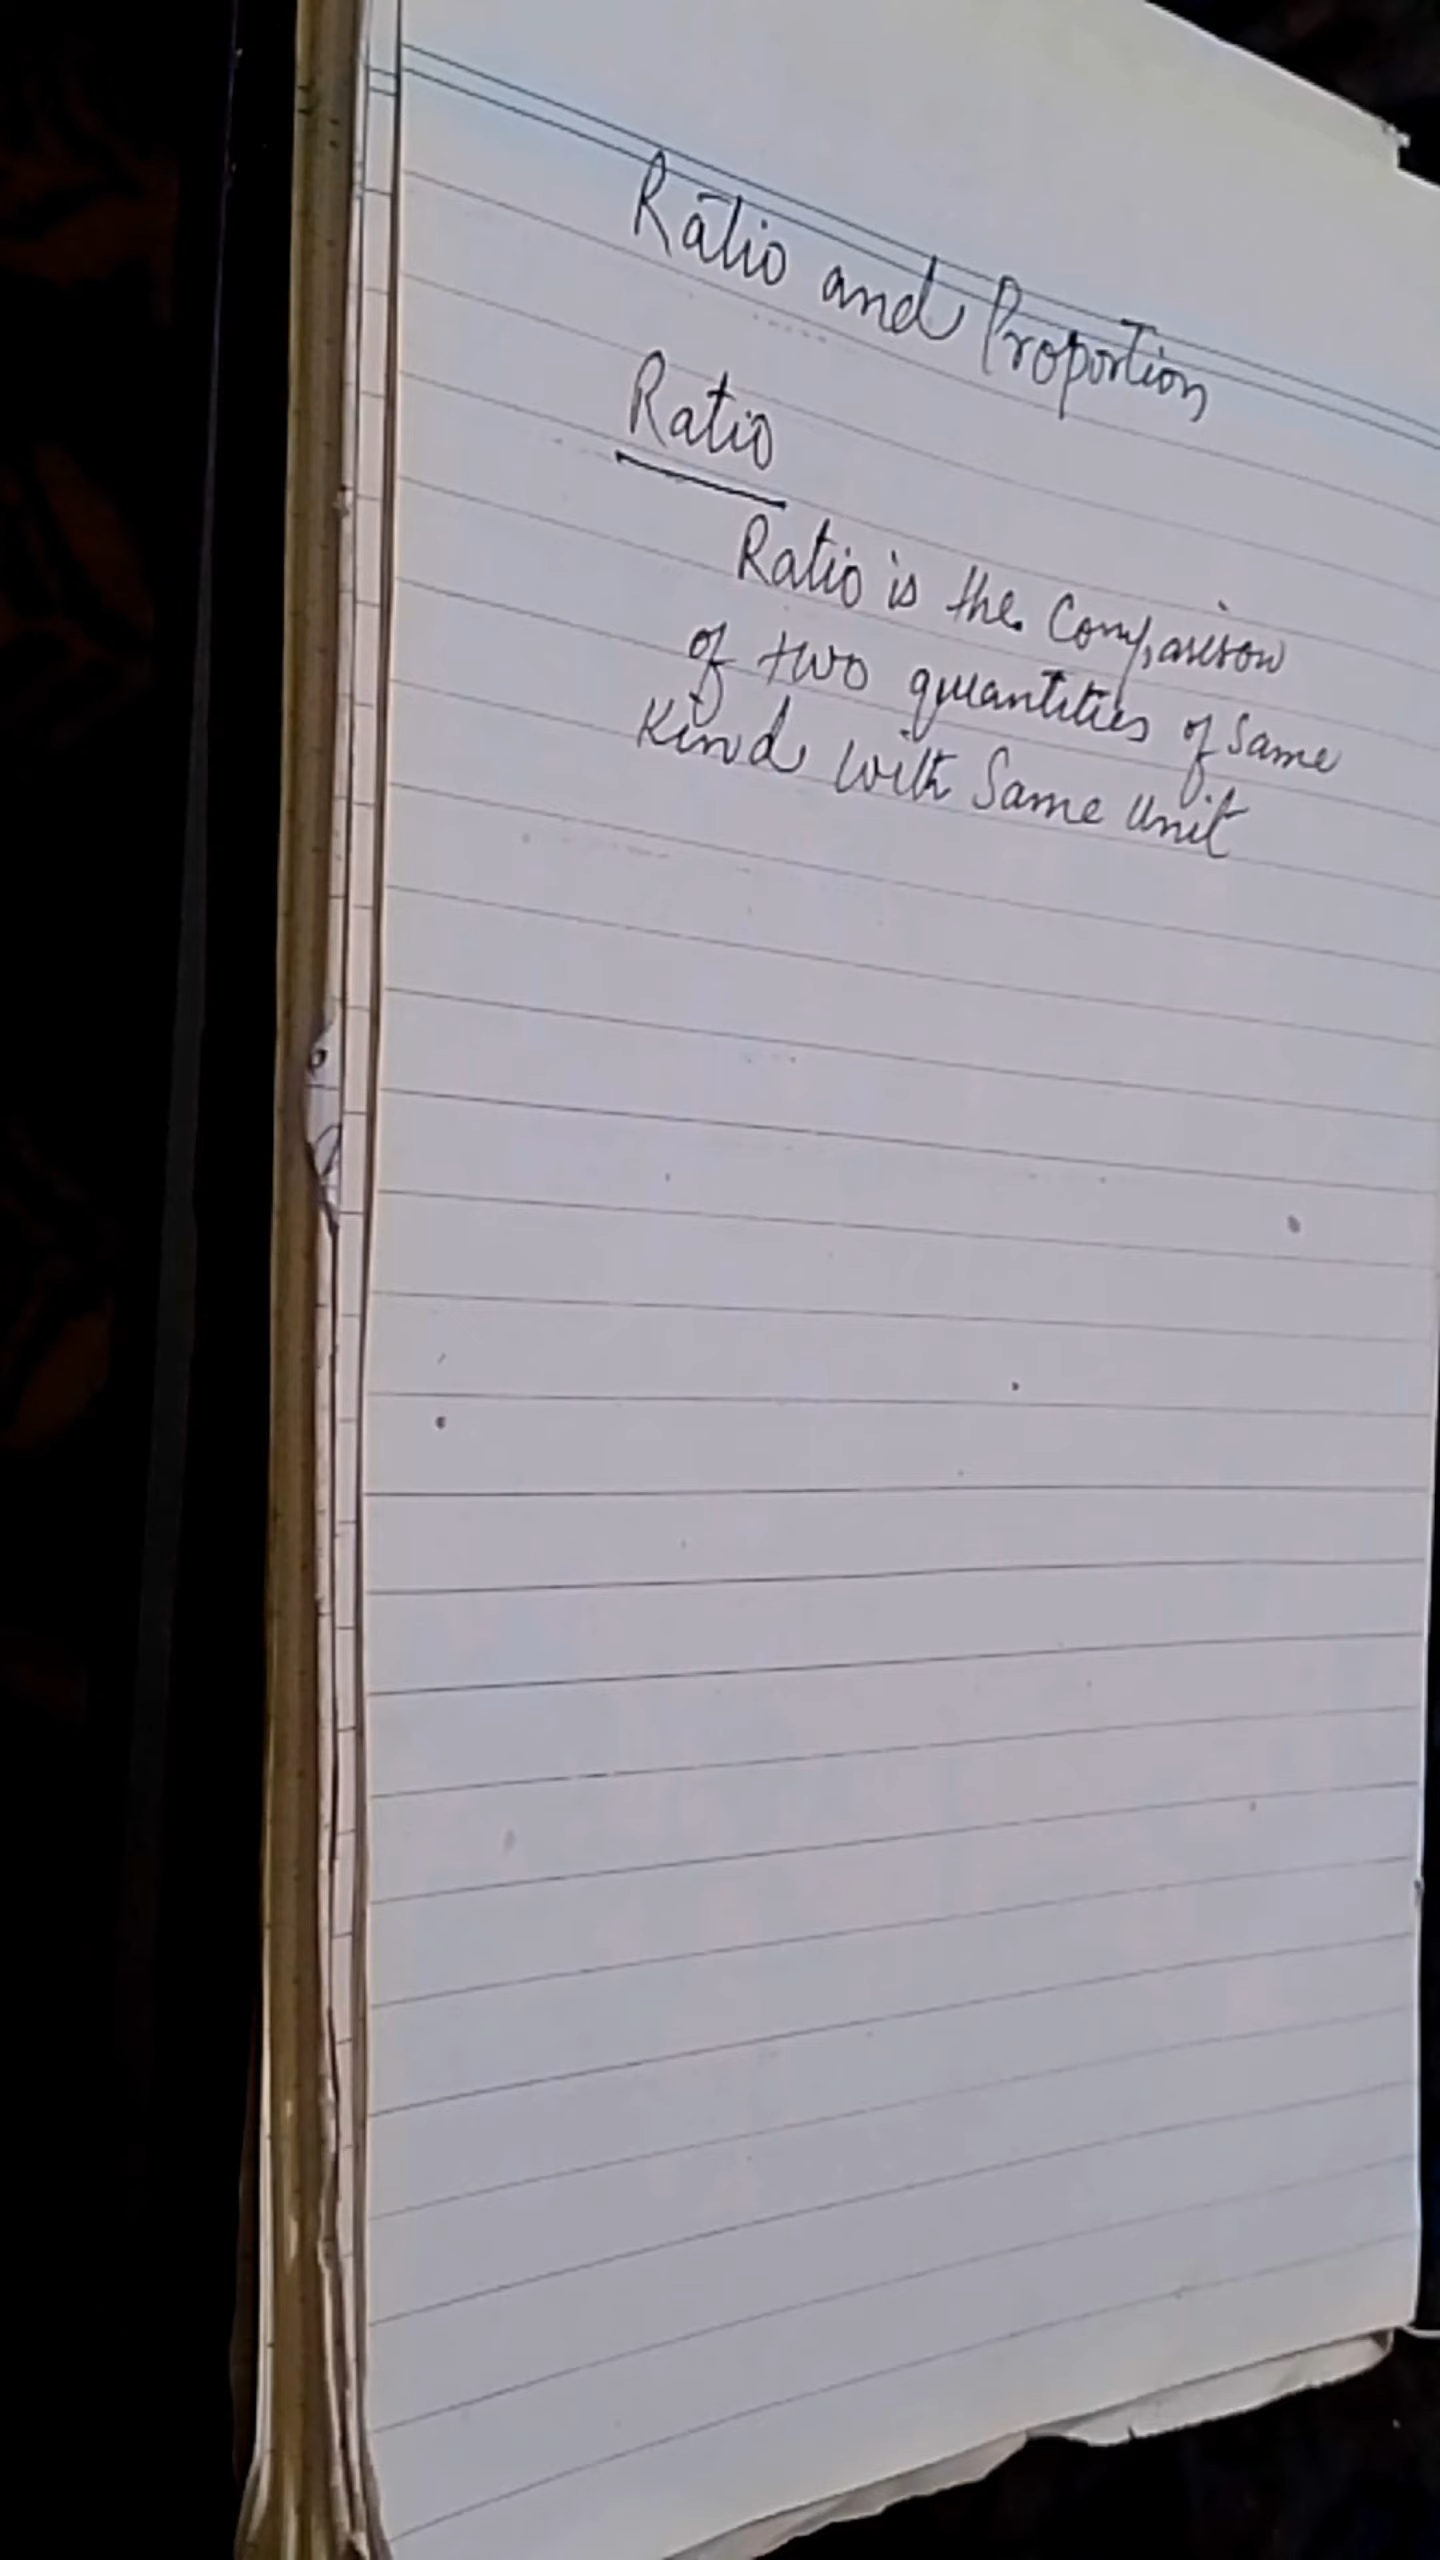 Ratio and Proportion
Ratio
Ratio is the Comparison
of two quantities of Same
Kind with Same Unit